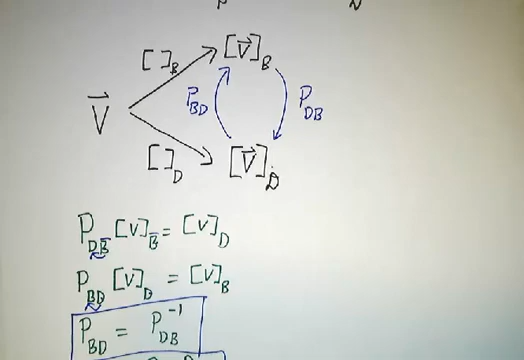 [ ]_B [V⃗]_B
V⃗ P_BD P_DB
[ ]_D [V⃗]_D
P_DB [V]_B = [V]_D
P_BD [V]_D = [V]_B
P_BD = P_DB^-1